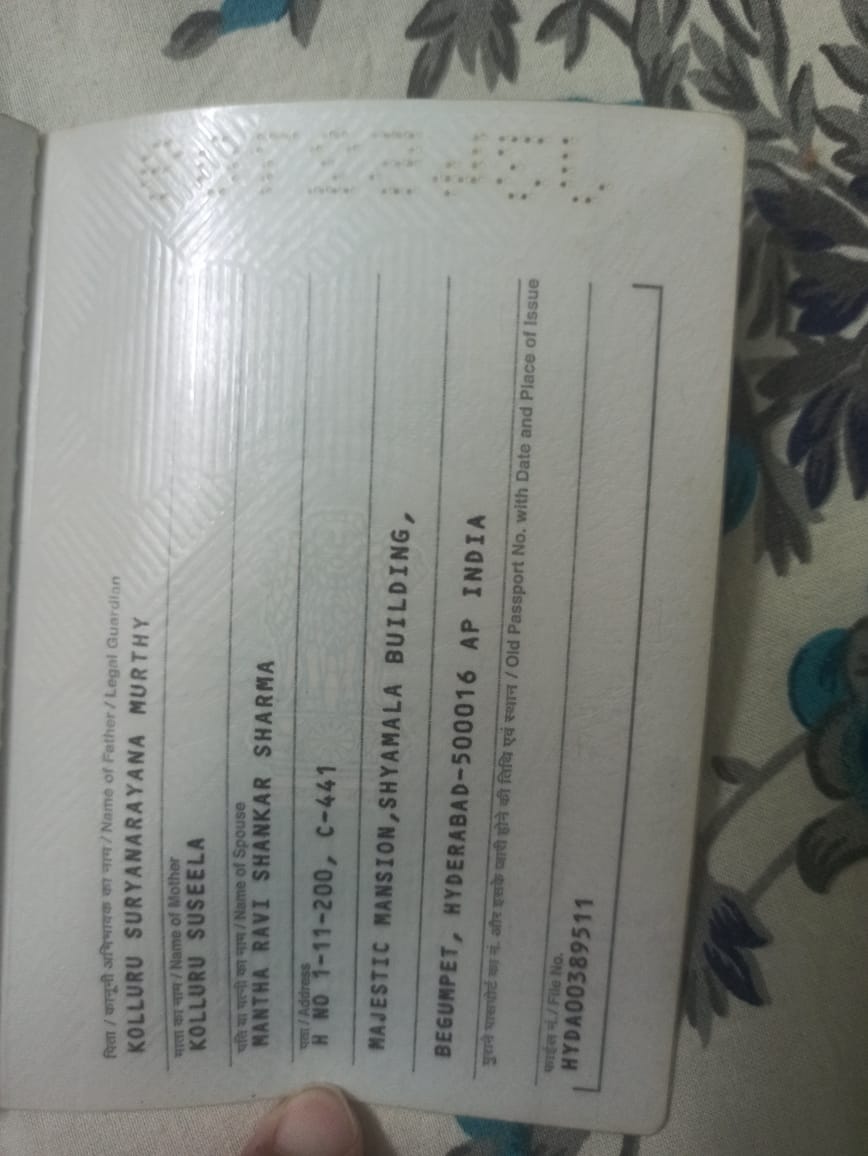 पिता / कानूनी अभिभावक का नाम / Name of Father / Legal Guardian
KOLLURU SURYANARAYANA MURTHY
माता का नाम / Name of Mother
KOLLURU SUSEELA
पति या पत्नी का नाम / Name of Spouse
MANTHA RAVI SHANKAR SHARMA
पता / Address
H NO 1-11-200, C-441
MAJESTIC MANSION,SHYAMALA BUILDING,
BEGUMPET, HYDERABAD-500016 AP INDIA
पुराने पासपोर्ट का नं. और इसके जारी होने की तिथि एवं स्थान / Old Passport No. with Date and Place of Issue
फाईल नं. / File No.
HYDA00389511